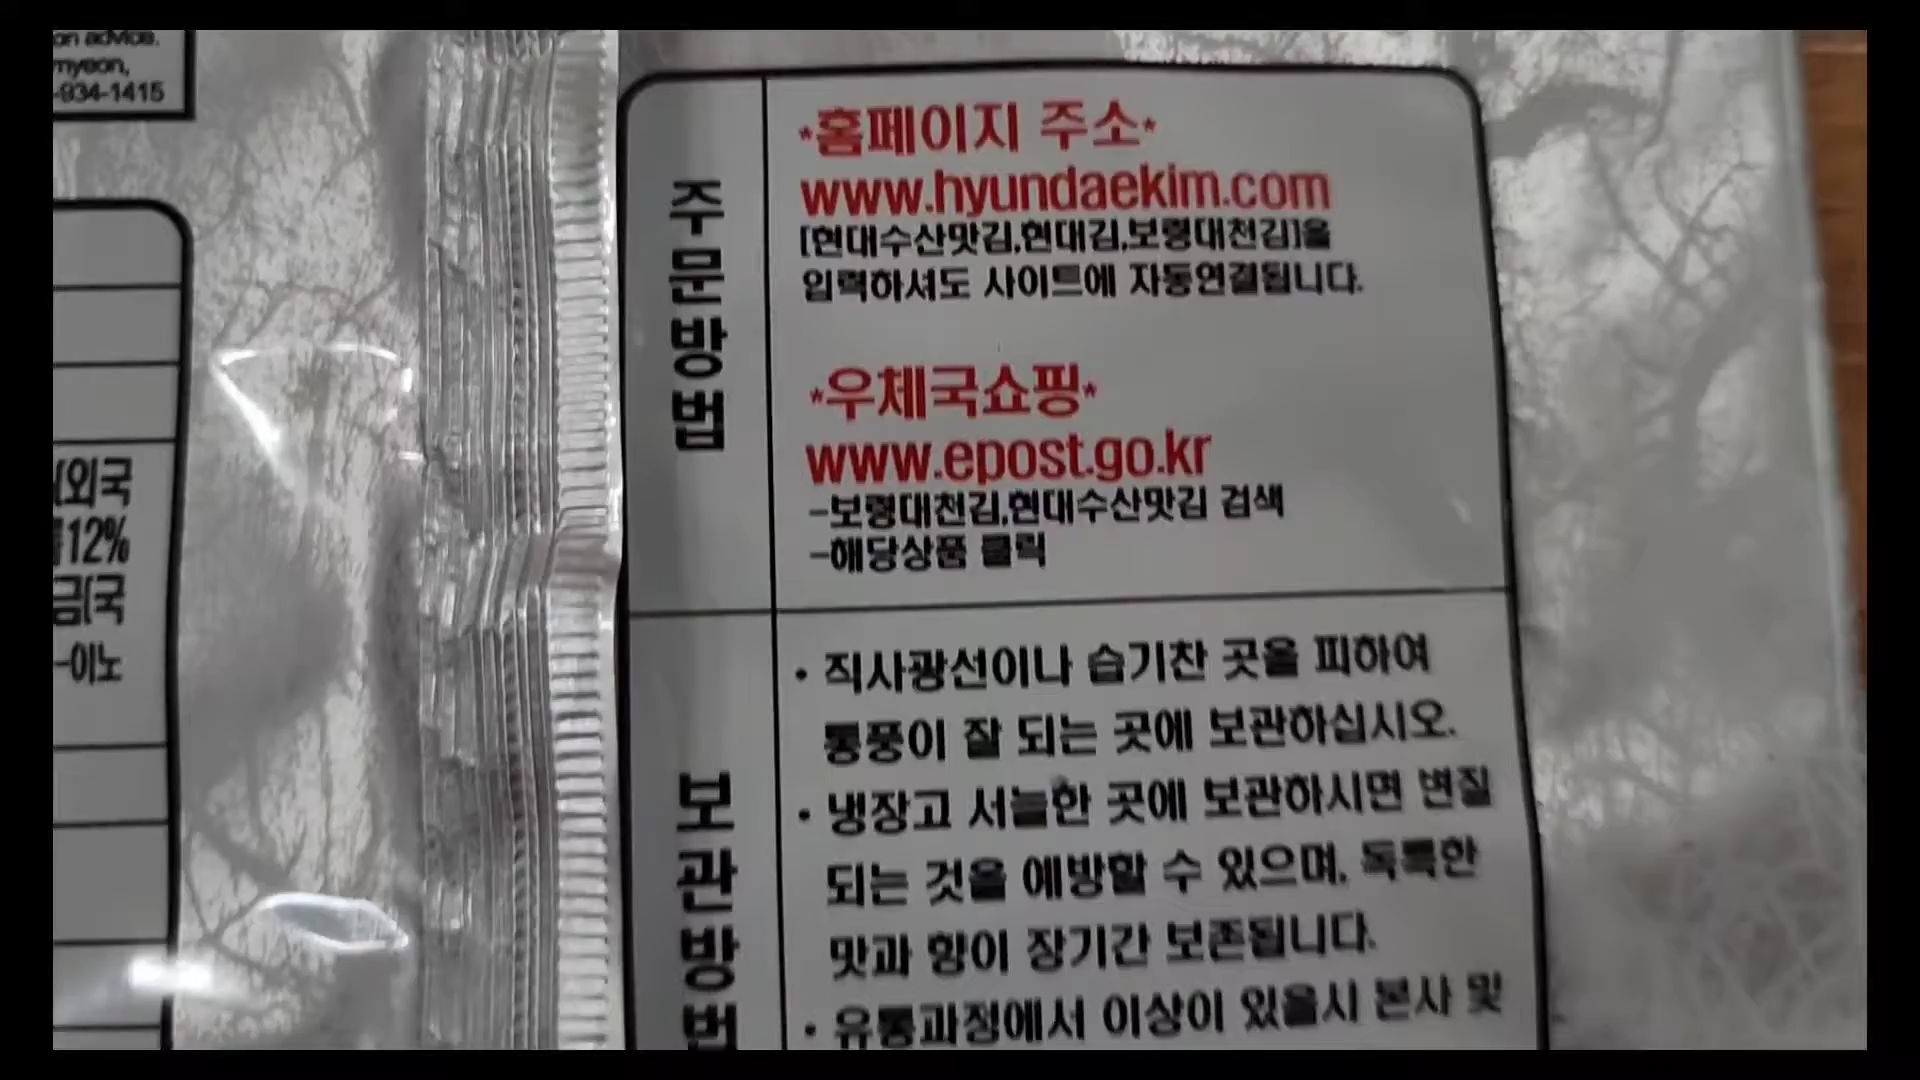 on advice.
myeon,
-934-1415
(외국
12%
금(국
-이노
주문방법
*홈페이지 주소*
www.hyundaekim.com
[현대수산맛김,현대김,보령대천김]을
입력하셔도 사이트에 자동연결됩니다.
*우체국쇼핑*
www.epost.go.kr
-보령대천김,현대수산맛김 검색
-해당상품 클릭
보관방법
• 직사광선이나 습기찬 곳을 피하여
통풍이 잘 되는 곳에 보관하십시오.
• 냉장고 서늘한 곳에 보관하시면 변질
되는 것을 예방할 수 있으며, 독특한
맛과 향이 장기간 보존됩니다.
• 유통과정에서 이상이 있을시 본사 및